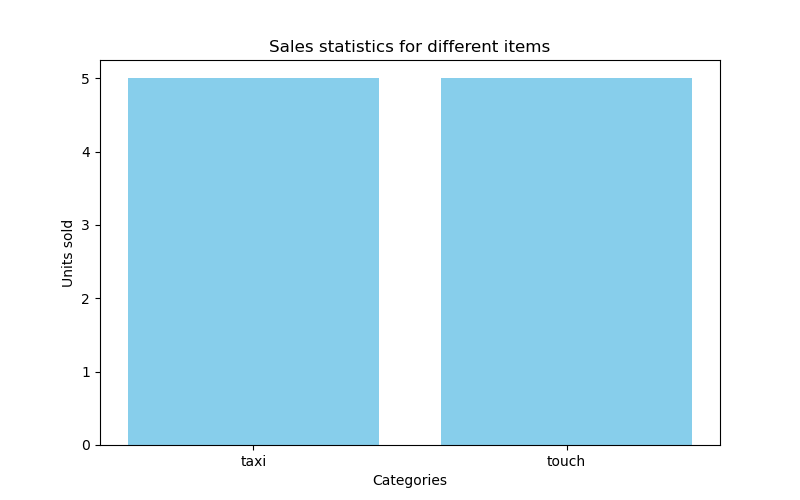 Sales statistics for different items
5
4
3
2
1
0
Units sold
taxi touch
Categories